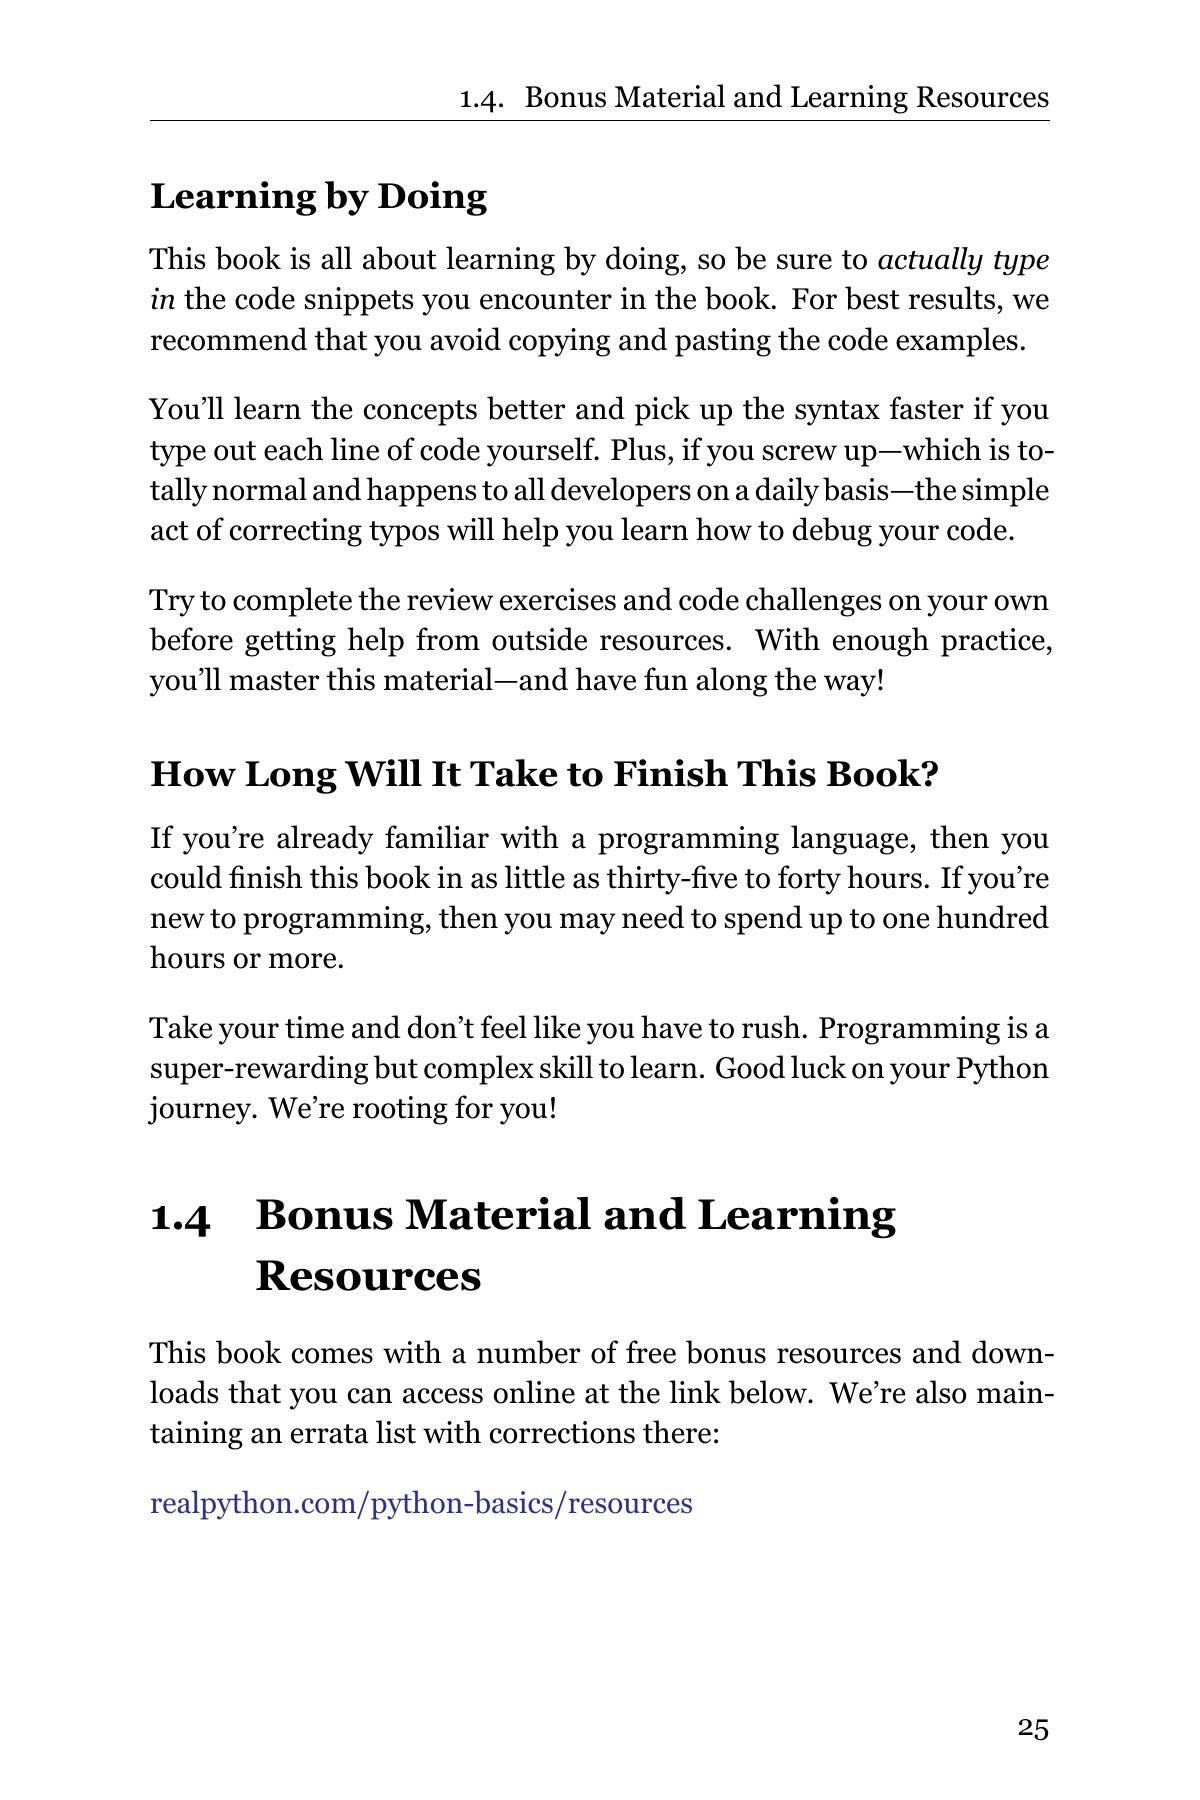 1.4. Bonus Material and Learning Resources
Learning by Doing
This book is all about learning by doing, so be sure to actually type
in the code snippets you encounter in the book. For best results, we
recommend that you avoid copying and pasting the code examples.
You’ll learn the concepts better and pick up the syntax faster if you
type out each line of code yourself. Plus, if you screw up—which is to-
tally normal and happens to all developers on a daily basis—the simple
act of correcting typos will help you learn how to debug your code.
Try to complete the review exercises and code challenges on your own
before getting help from outside resources. With enough practice,
you’ll master this material—and have fun along the way!
How Long Will It Take to Finish This Book?
If you’re already familiar with a programming language, then you
could finish this book in as little as thirty-five to forty hours. If you’re
new to programming, then you may need to spend up to one hundred
hours or more.
Take your time and don’t feel like you have to rush. Programming is a
super-rewarding but complex skill to learn. Good luck on your Python
journey. We’re rooting for you!
1.4 Bonus Material and Learning
Resources
This book comes with a number of free bonus resources and down-
loads that you can access online at the link below. We’re also main-
taining an errata list with corrections there:
realpython.com/python-basics/resources
25